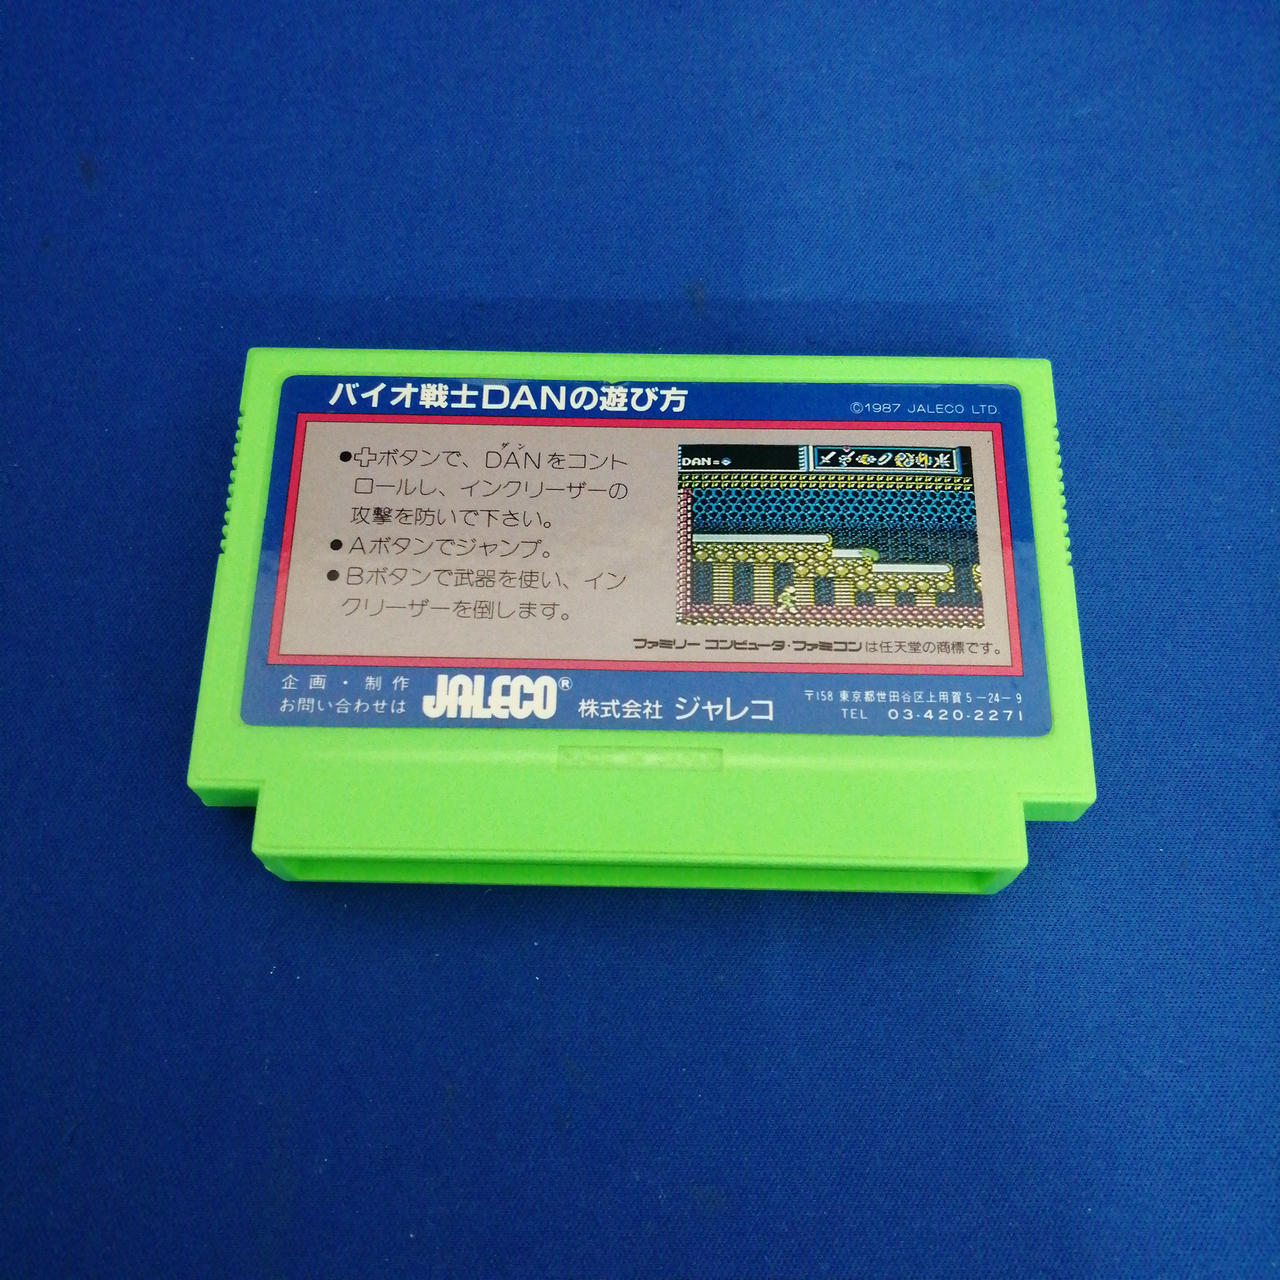 バイオ戦士DANの遊び方
©1987 JALECO LTD.
●✚ボタンで、DANをコント
ダン
ロールし、インクリーザーの
攻撃を防いで下さい。
●Aボタンでジャンプ。
●Bボタンで武器を使い、イン
クリーザーを倒します。
DAN=
ファミリー コンピュータ・ファミコンは任天堂の商標です。
企画・制作
お問い合わせは
JALECO®
株式会社 ジャレコ
〒158 東京都世田谷区上用賀5-24-9
TEL 03-420-2271